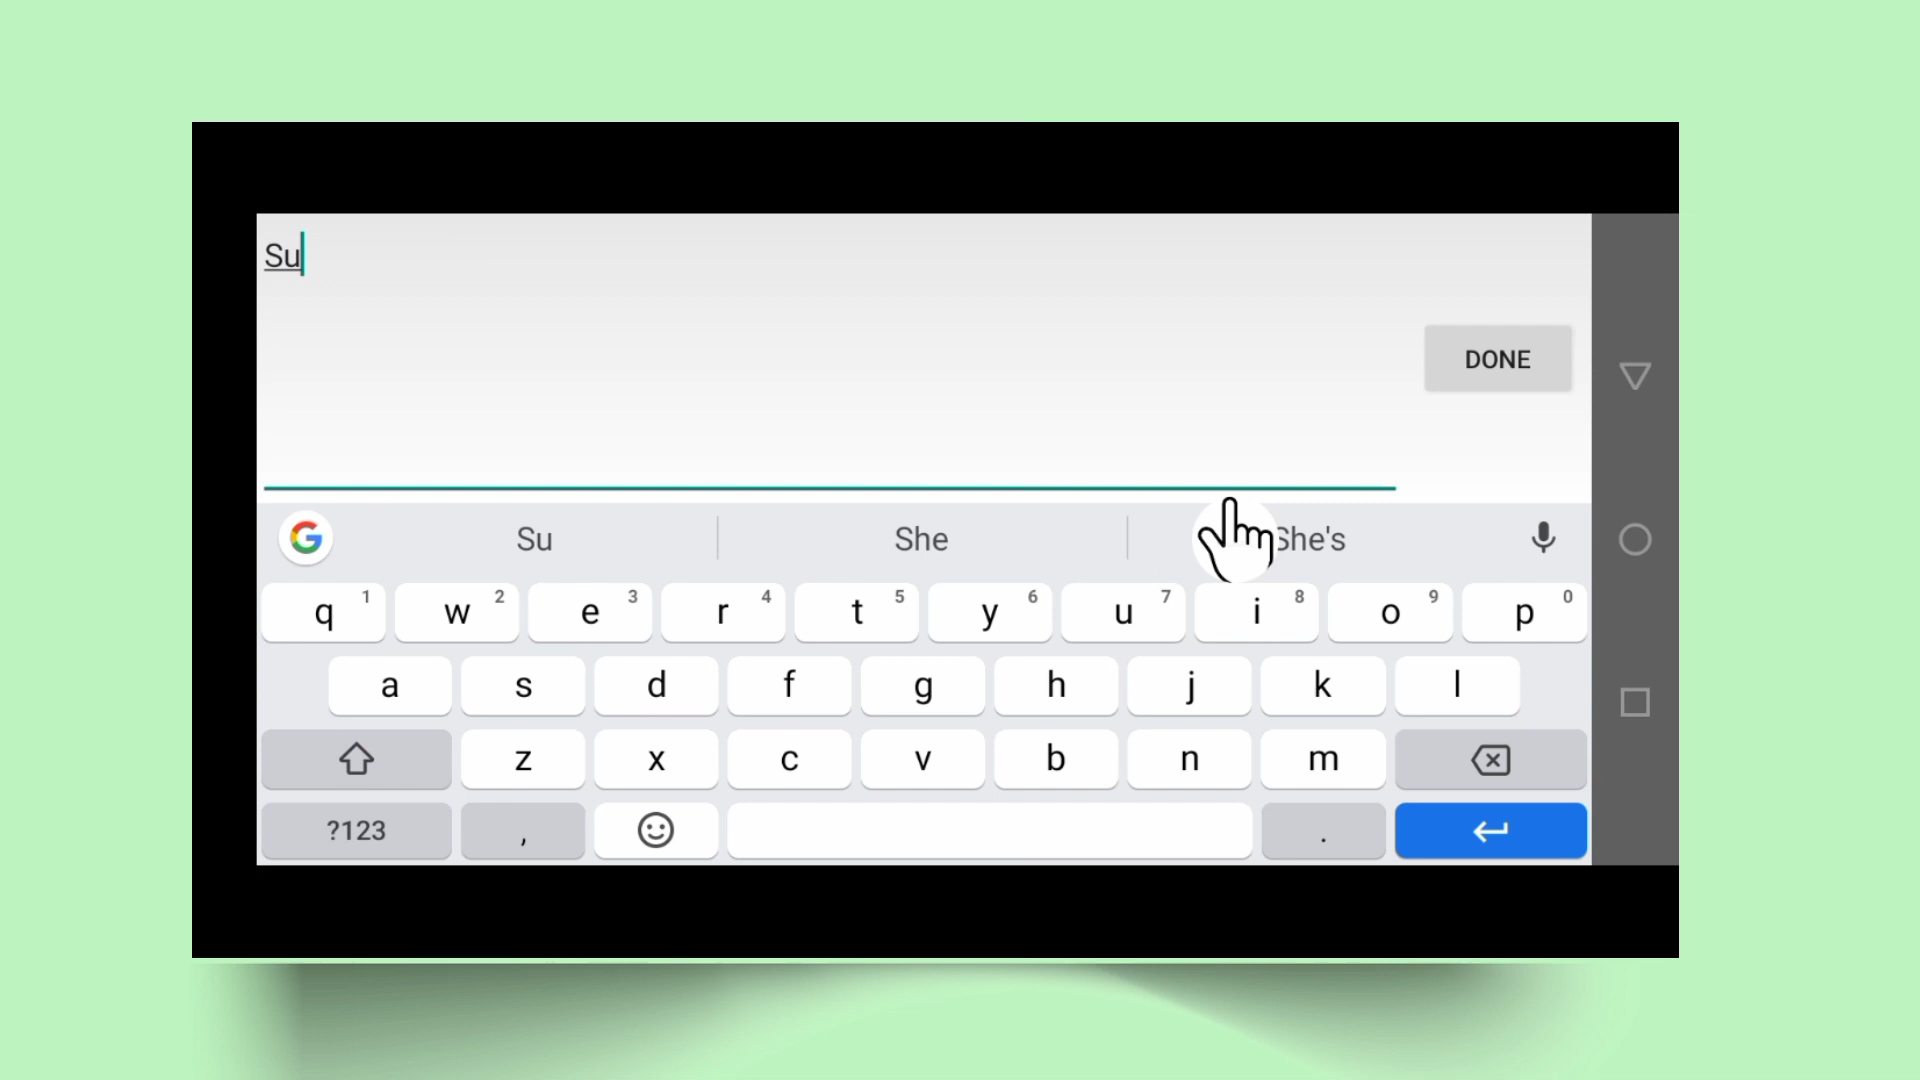 Su
DONE
Su She She's
q 1 w 2 e 3 r 4 t 5 y 6 u 7 i 8 o 9 p 0
a s d f g h j k l
z x c v b n m
?123 , .